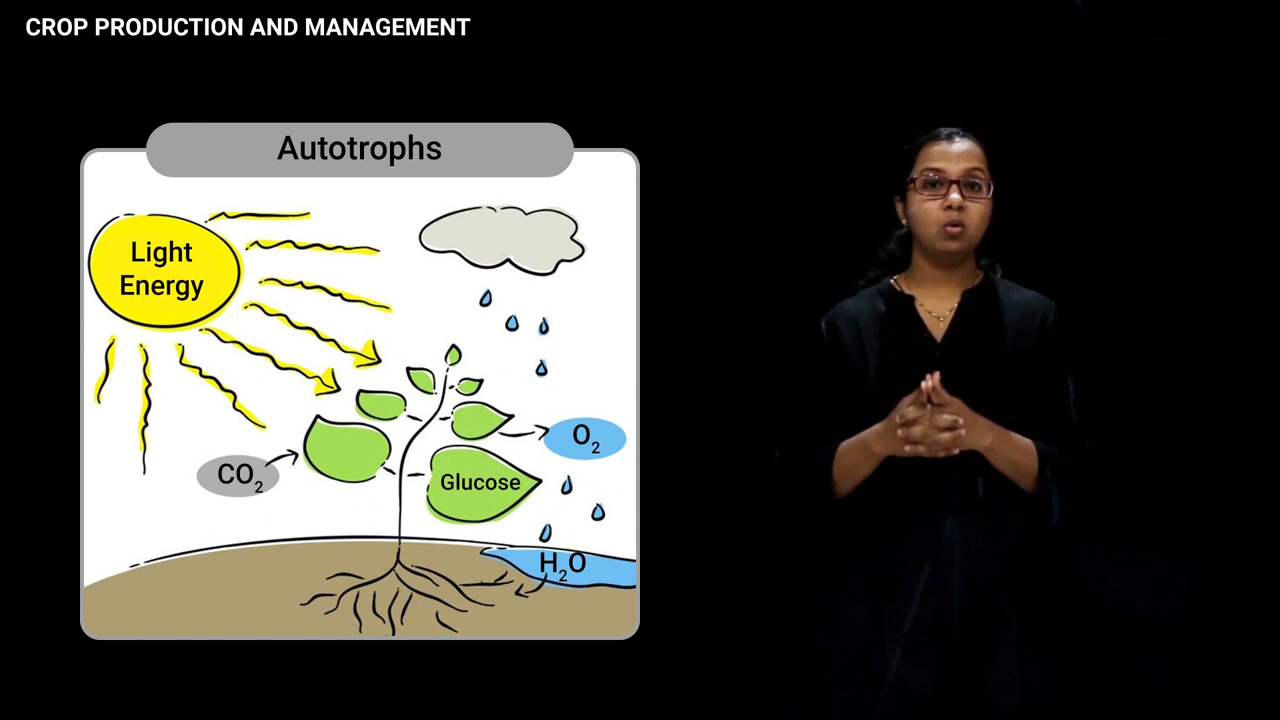 CROP PRODUCTION AND MANAGEMENT
Autotrophs
Light
Energy
O₂
CO₂
Glucose
H₂O